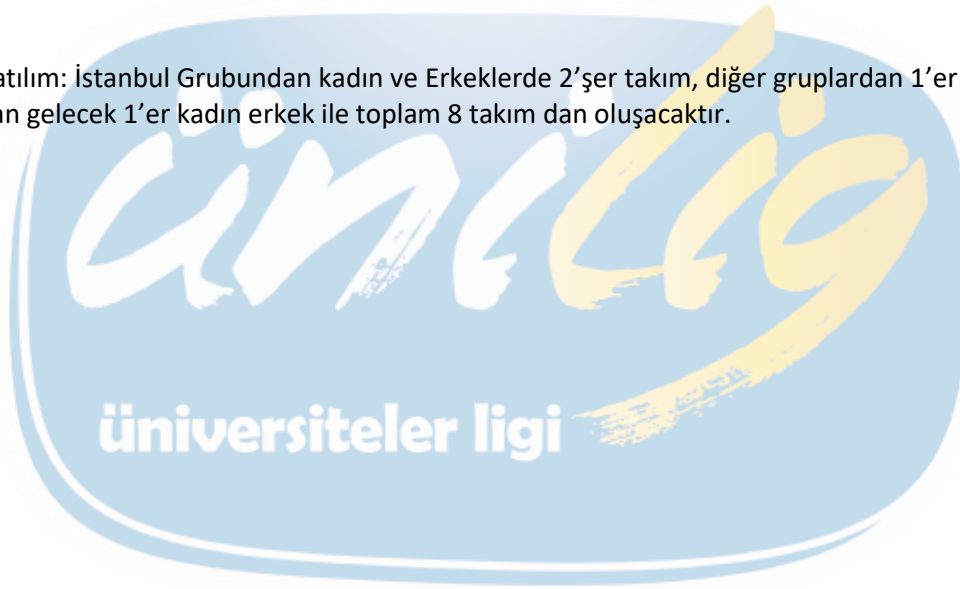 atılım: İstanbul Grubundan kadın ve Erkeklerde 2’şer takım, diğer gruplardan 1’er
an gelecek 1’er kadın erkek ile toplam 8 takım dan oluşacaktır.
ünilig
üniversiteler ligi